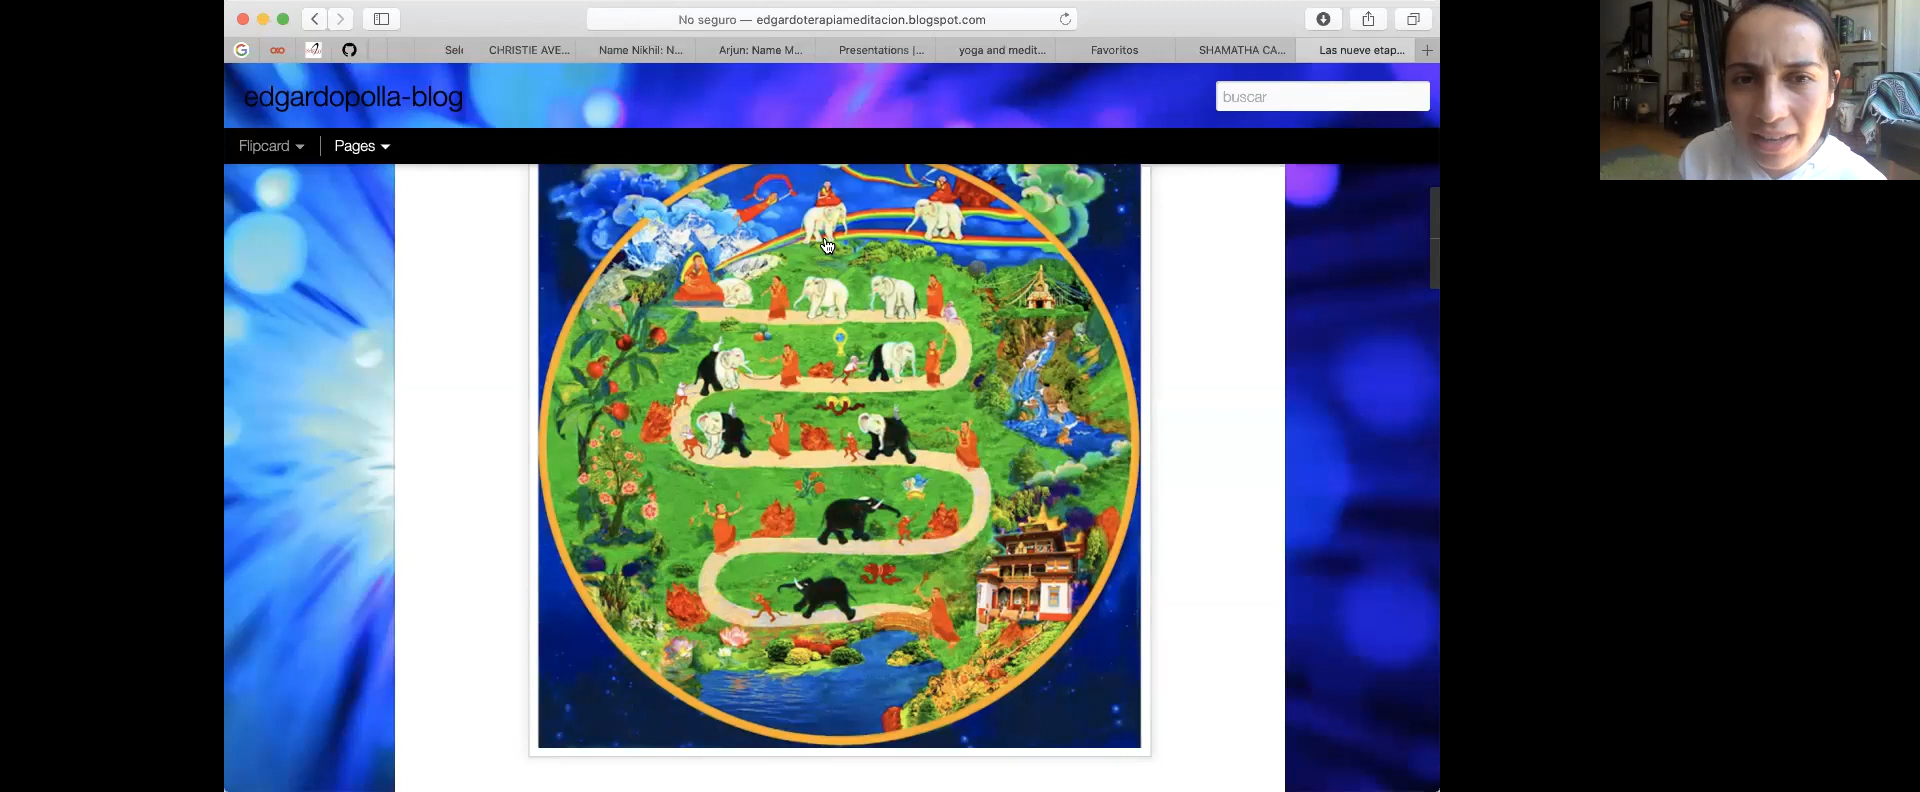 No seguro — edgardoterapiameditacion.blogspot.com
Sele CHRISTIE AVE... Name Nikhil: N... Arjun: Name M... Presentations |... yoga and medit... Favoritos SHAMATHA CA... Las nueve etap...
edgardopolla-blog
buscar
Flipcard Pages